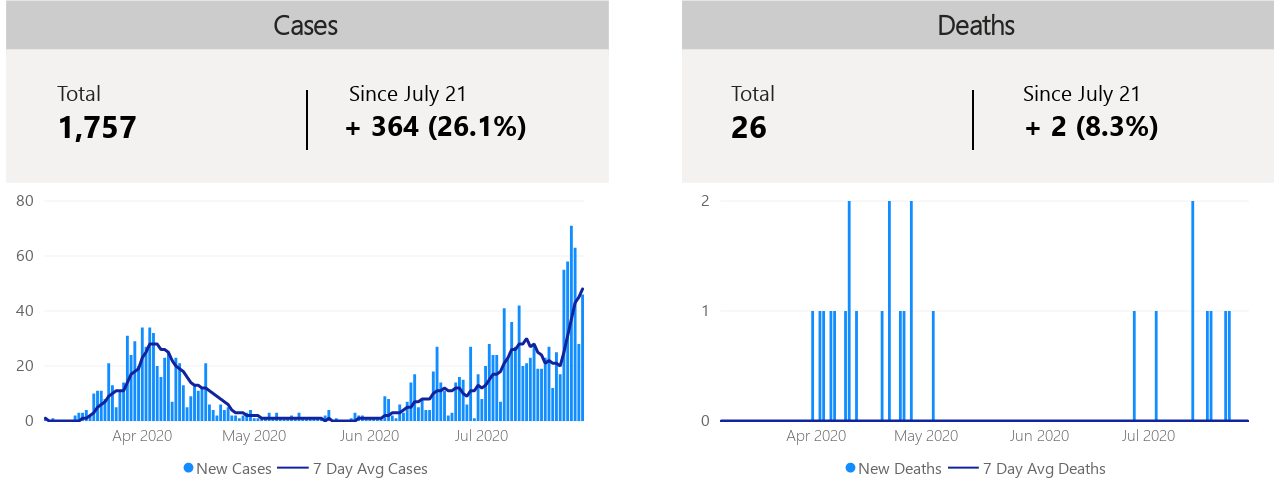 Cases
Total
1,757
Since July 21
+ 364 (26.1%)
80
60
40
20
0
Apr 2020
May 2020
Jun 2020
Jul 2020
New Cases
7 Day Avg Cases
Deaths
Total
26
Since July 21
+ 2 (8.3%)
2
1
0
Apr 2020
May 2020
Jun 2020
Jul 2020
New Deaths
7 Day Avg Deaths